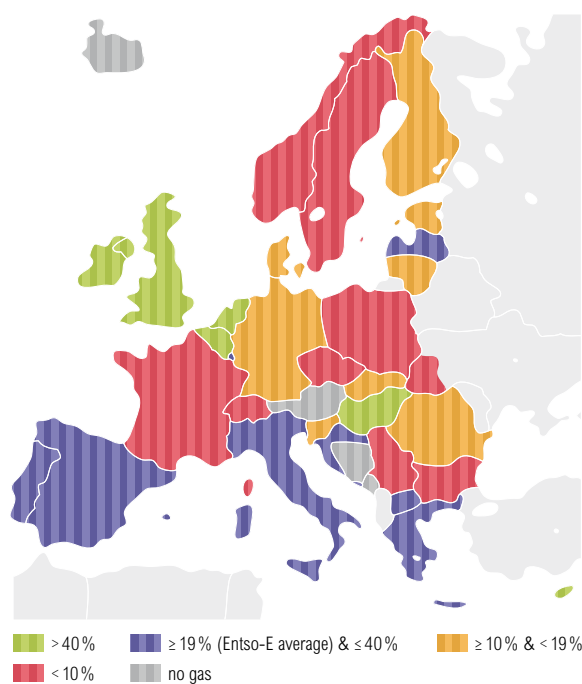 > 40 % ≥ 19 % (Entso-E average) & ≤ 40 % ≥ 10 % & < 19 %
< 10 % no gas